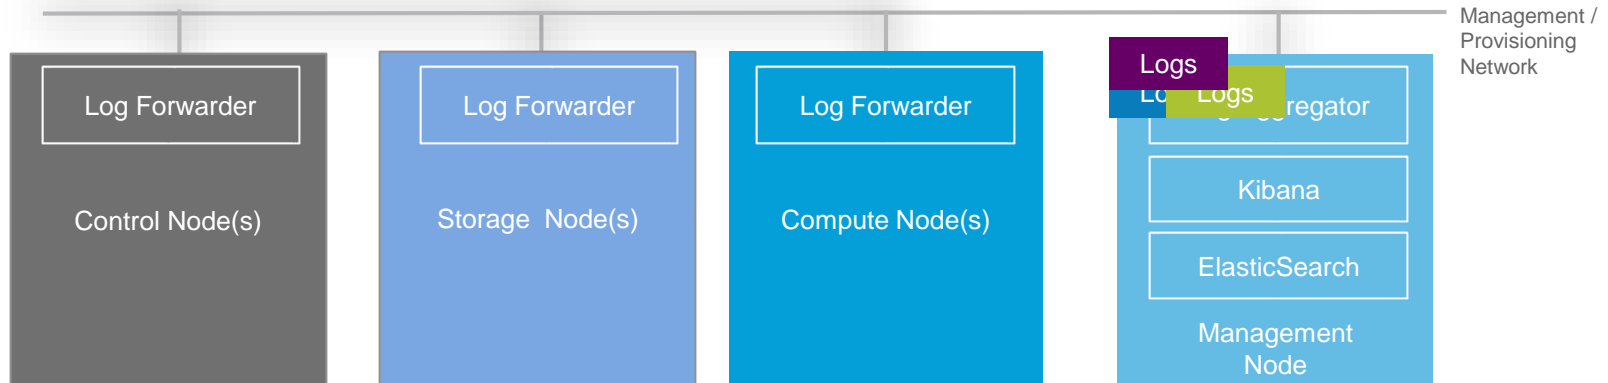 Management /
Provisioning
Network
Log Forwarder
Log Forwarder
Log Forwarder
Logs
Logs
Control Node(s)
Storage  Node(s)
Compute Node(s)
Kibana
ElasticSearch
Management
Node